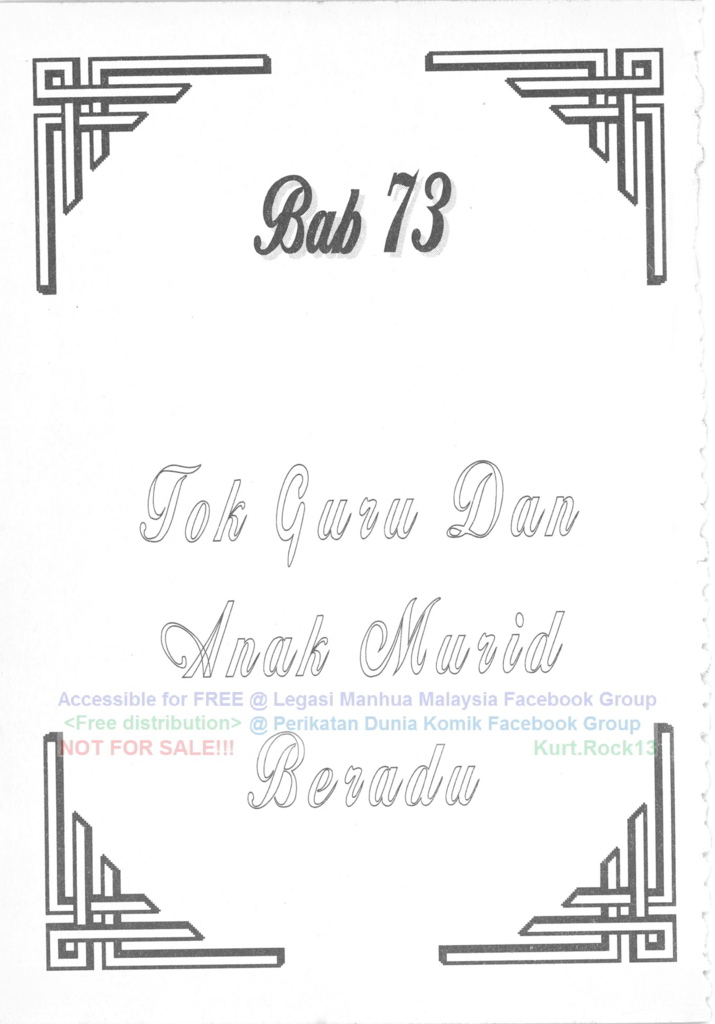 Bab 73
Tok Guru Dan
Anak Murid
Accessible for FREE @ Legasi Manhua Malaysia Facebook Group
<Free distribution> @ Perikatan Dunia Komik Facebook Group
NOT FOR SALE!!! Kurt.Rock13
Beradu